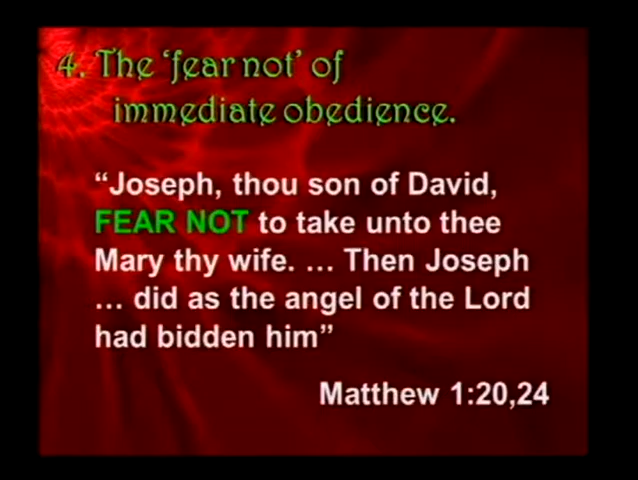 4. The ‘fear not’ of
immediate obedience.
“Joseph, thou son of David,
FEAR NOT to take unto thee
Mary thy wife. ... Then Joseph
... did as the angel of the Lord
had bidden him”
Matthew 1:20,24